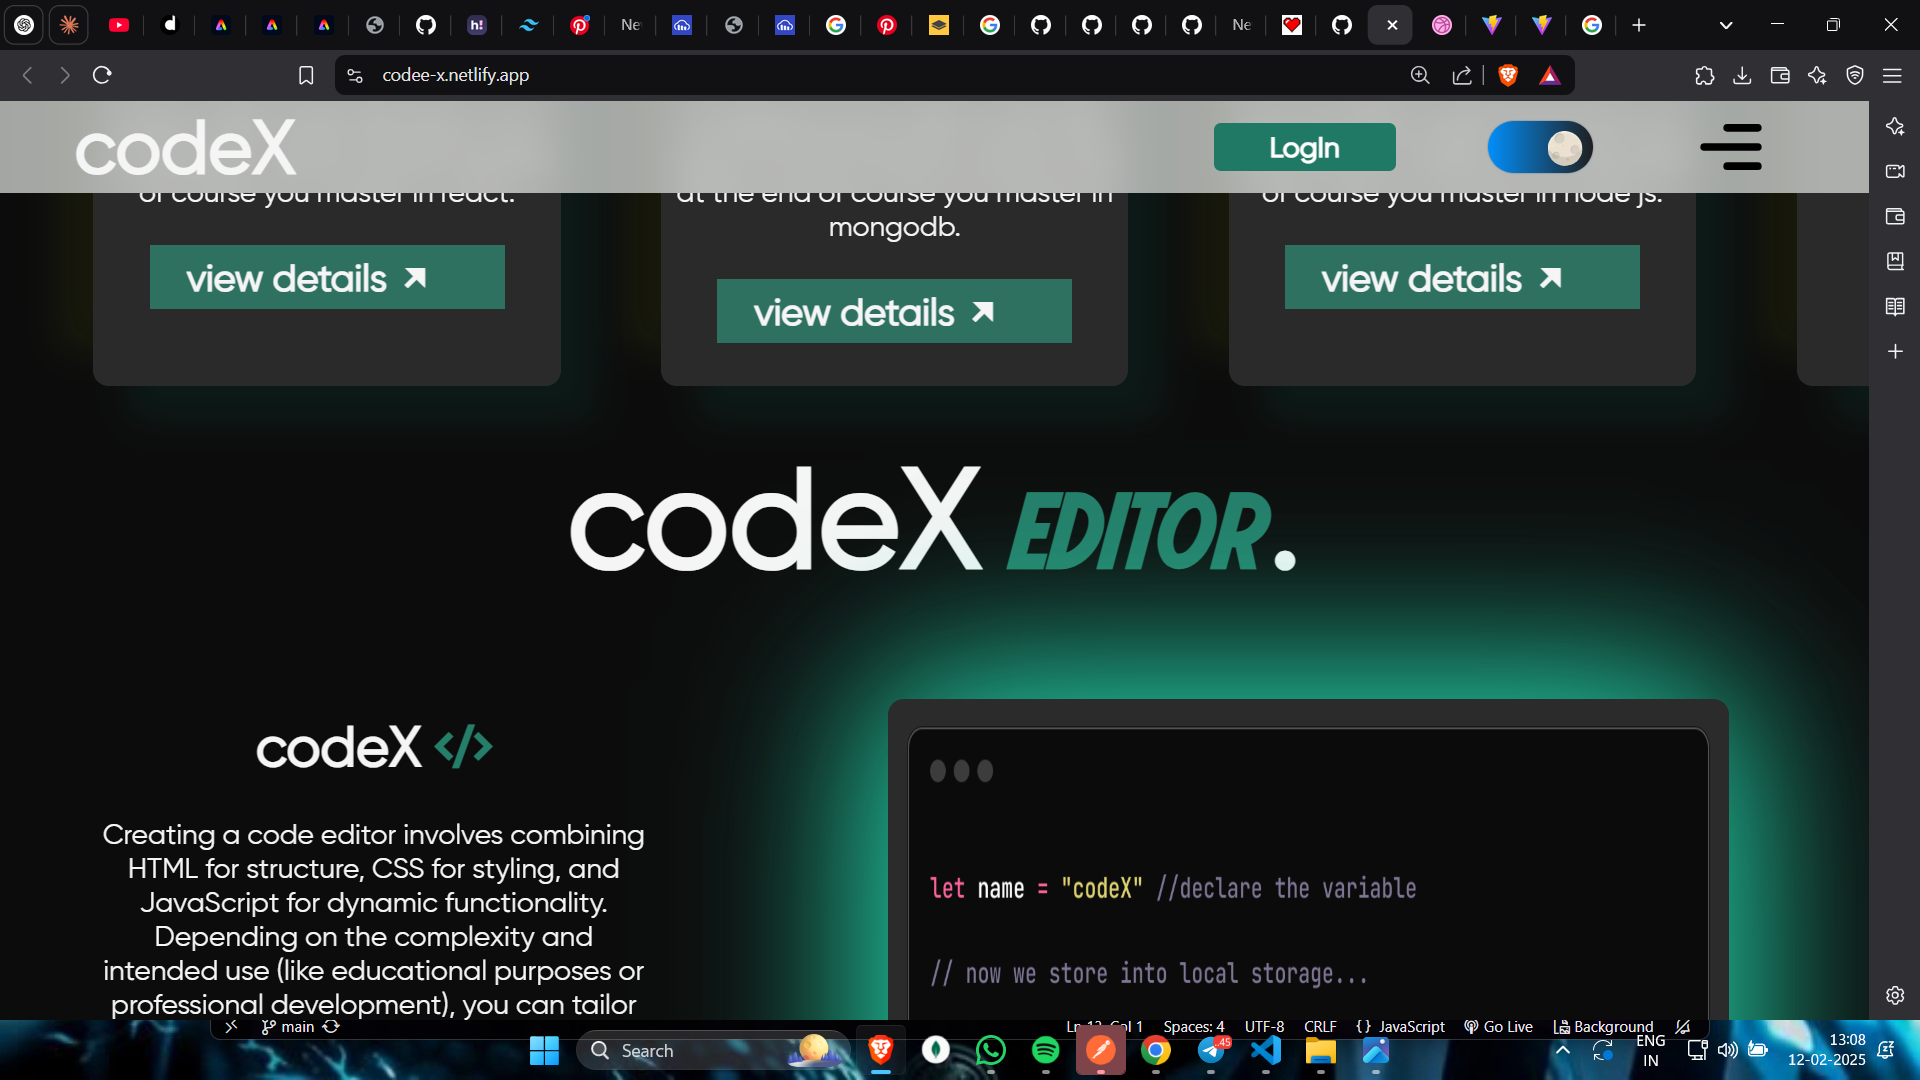 Ne
Ne
codee-x.netlify.app
codeX
LogIn
of course you master in react.
at the end of course you master in
mongodb.
of course you master in node js.
view details
view details
view details
codeX EDITOR.
codeX </>
Creating a code editor involves combining
HTML for structure, CSS for styling, and
JavaScript for dynamic functionality.
Depending on the complexity and
intended use (like educational purposes or
professional development), you can tailor
let name = "codeX" //declare the variable
// now we store into local storage...
main
Ln 12, Col 1 Spaces: 4 UTF-8 CRLF {} JavaScript Go Live Background
Search
45
ENG
IN
13:08
12-02-2025